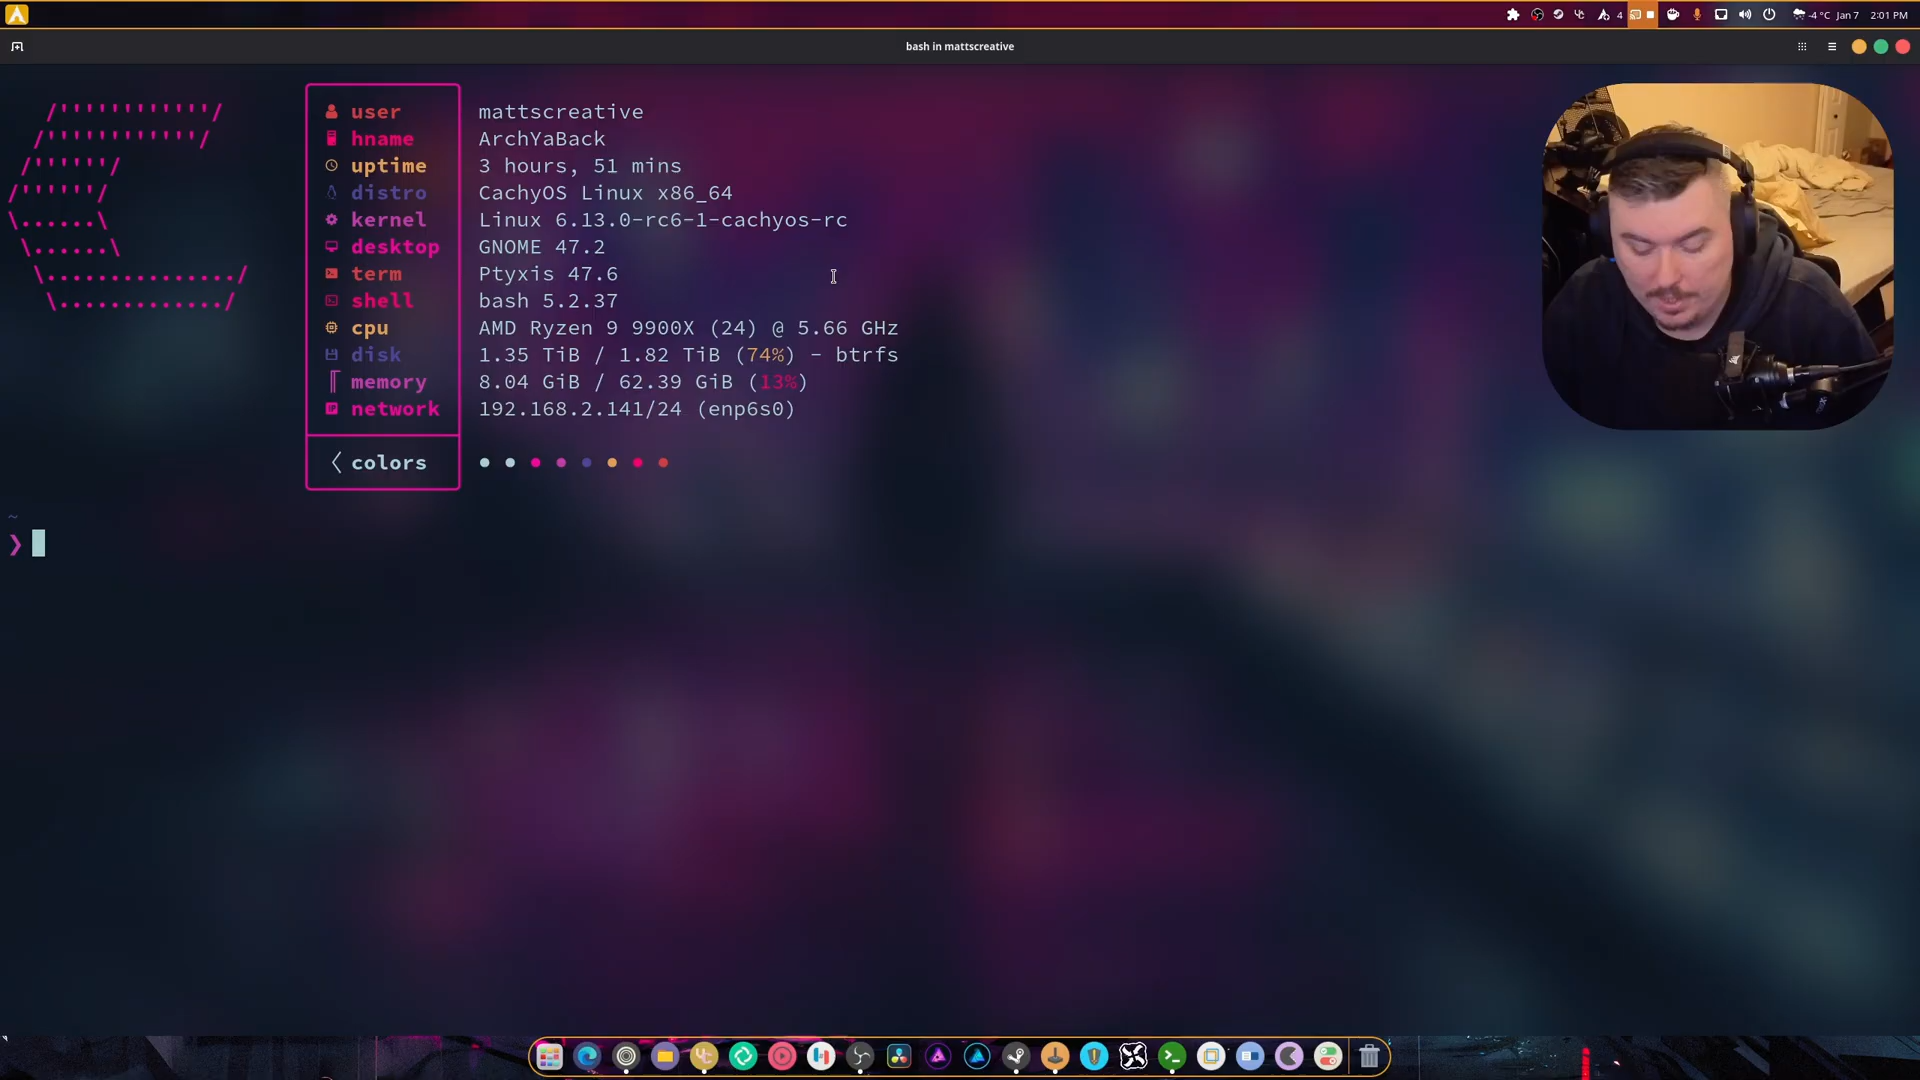 4
-4 °C Jan 7 2:01 PM
bash in mattscreative
user mattscreative
hname ArchYaBack
uptime 3 hours, 51 mins
distro CachyOS Linux x86_64
kernel Linux 6.13.0-rc6-1-cachyos-rc
desktop GNOME 47.2
term Ptyxis 47.6
shell bash 5.2.37
cpu AMD Ryzen 9 9900X (24) @ 5.66 GHz
disk 1.35 TiB / 1.82 TiB (74%) - btrfs
memory 8.04 GiB / 62.39 GiB (13%)
network 192.168.2.141/24 (enp6s0)
colors
~
❯